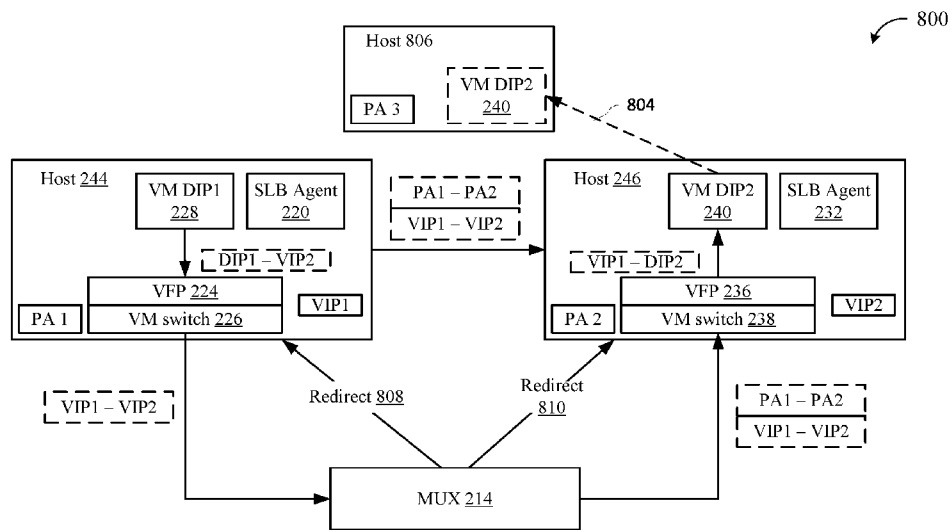 800
Host 806
VM DIP2
240
PA 3
804
Host 244
VM DIP1
228
SLB Agent
220
DIP1 – VIP2
VFP 224
VM switch 226
PA 1
VIP1
PA1 – PA2
VIP1 – VIP2
Host 246
VM DIP2
240
SLB Agent
232
VIP1 – DIP2
VFP 236
VM switch 238
PA 2
VIP2
VIP1 – VIP2
Redirect 808
Redirect
810
PA1 – PA2
VIP1 – VIP2
MUX 214